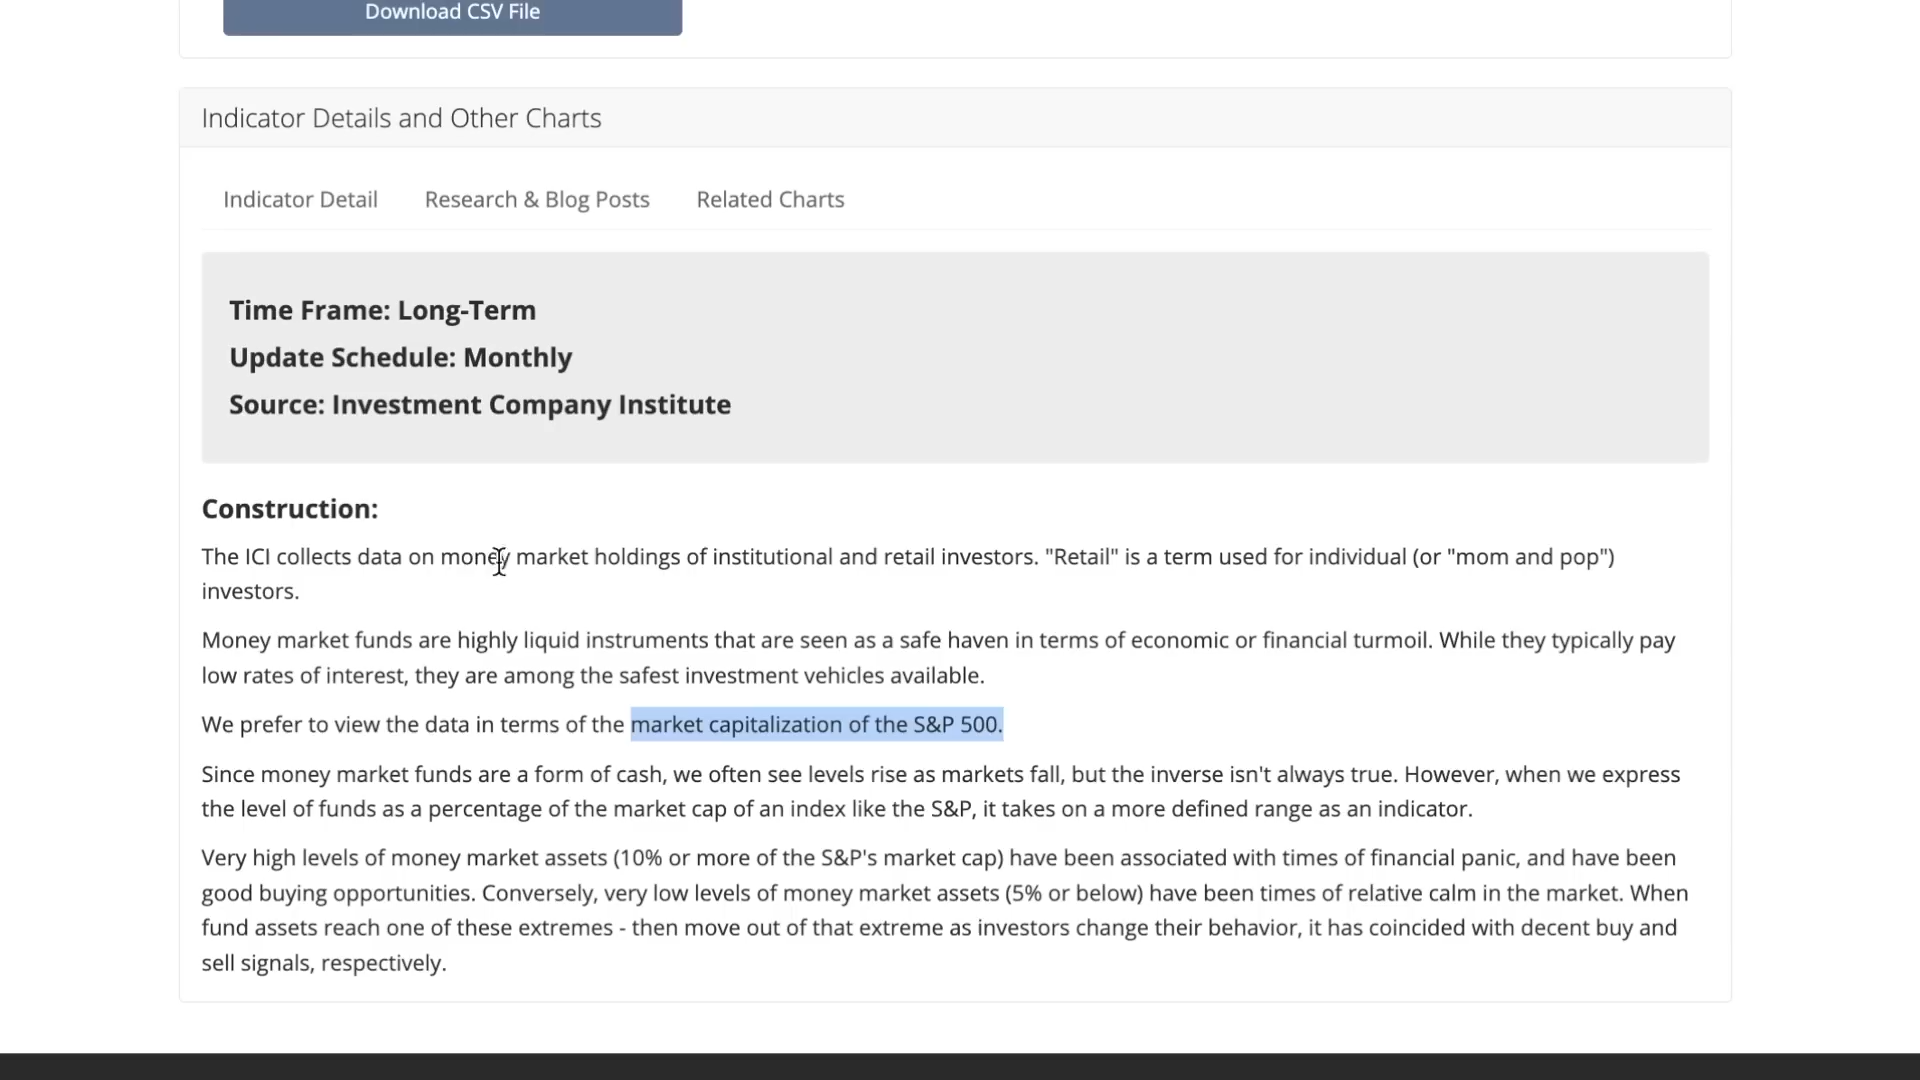 Download CSV File
Indicator Details and Other Charts
Indicator Detail
Research & Blog Posts
Related Charts
Time Frame: Long-Term
Update Schedule: Monthly
Source: Investment Company Institute
Construction:
The ICI collects data on money market holdings of institutional and retail investors. "Retail" is a term used for individual (or "mom and pop")
investors.
Money market funds are highly liquid instruments that are seen as a safe haven in terms of economic or financial turmoil. While they typically pay
low rates of interest, they are among the safest investment vehicles available.
We prefer to view the data in terms of the market capitalization of the S&P 500.
Since money market funds are a form of cash, we often see levels rise as markets fall, but the inverse isn't always true. However, when we express
the level of funds as a percentage of the market cap of an index like the S&P, it takes on a more defined range as an indicator.
Very high levels of money market assets (10% or more of the S&P's market cap) have been associated with times of financial panic, and have been
good buying opportunities. Conversely, very low levels of money market assets (5% or below) have been times of relative calm in the market. When
fund assets reach one of these extremes - then move out of that extreme as investors change their behavior, it has coincided with decent buy and
sell signals, respectively.